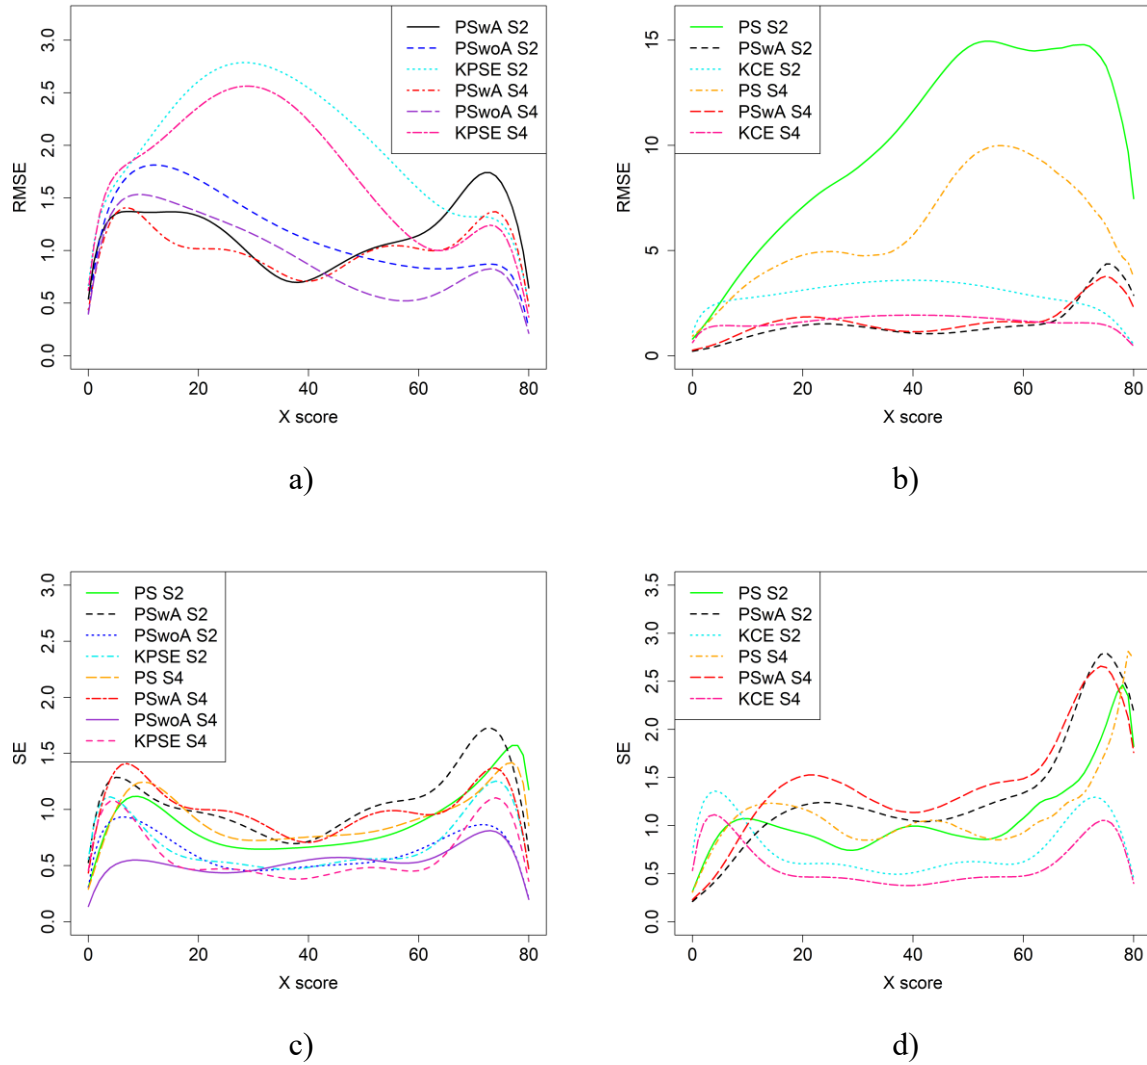 3.0
2.5
2.0
1.5
1.0
0.5
0.0
RMSE
PSwA S2
PSwoA S2
KPSE S2
PSwA S4
PSwoA S4
KPSE S4
0 20 40 60 80
X score
a)
15
10
5
0
RMSE
PS S2
PSwA S2
KCE S2
PS S4
PSwA S4
KCE S4
0 20 40 60 80
X score
b)
3.0
2.5
2.0
1.5
1.0
0.5
0.0
SE
PS S2
PSwA S2
PSwoA S2
KPSE S2
PS S4
PSwA S4
PSwoA S4
KPSE S4
0 20 40 60 80
X score
c)
3.5
3.0
2.5
2.0
1.5
1.0
0.5
0.0
SE
PS S2
PSwA S2
KCE S2
PS S4
PSwA S4
KCE S4
0 20 40 60 80
X score
d)